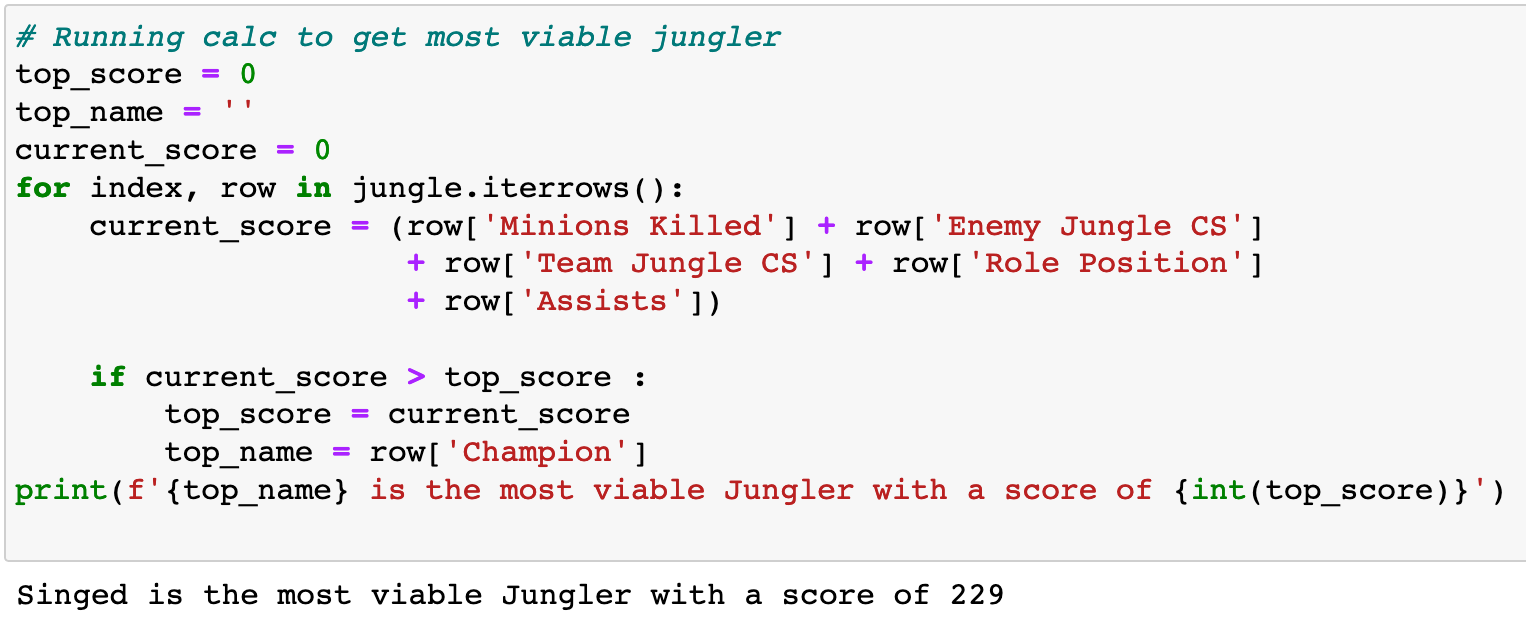 # Running calc to get most viable jungler
top_score = 0
top_name = ''
current_score = 0
for index, row in jungle.iterrows():
    current_score = (row['Minions Killed'] + row['Enemy Jungle CS']
                     + row['Team Jungle CS'] + row['Role Position']
                     + row['Assists'])

    if current_score > top_score :
        top_score = current_score
        top_name = row['Champion']
print(f'{top_name} is the most viable Jungler with a score of {int(top_score)}')
Singed is the most viable Jungler with a score of 229